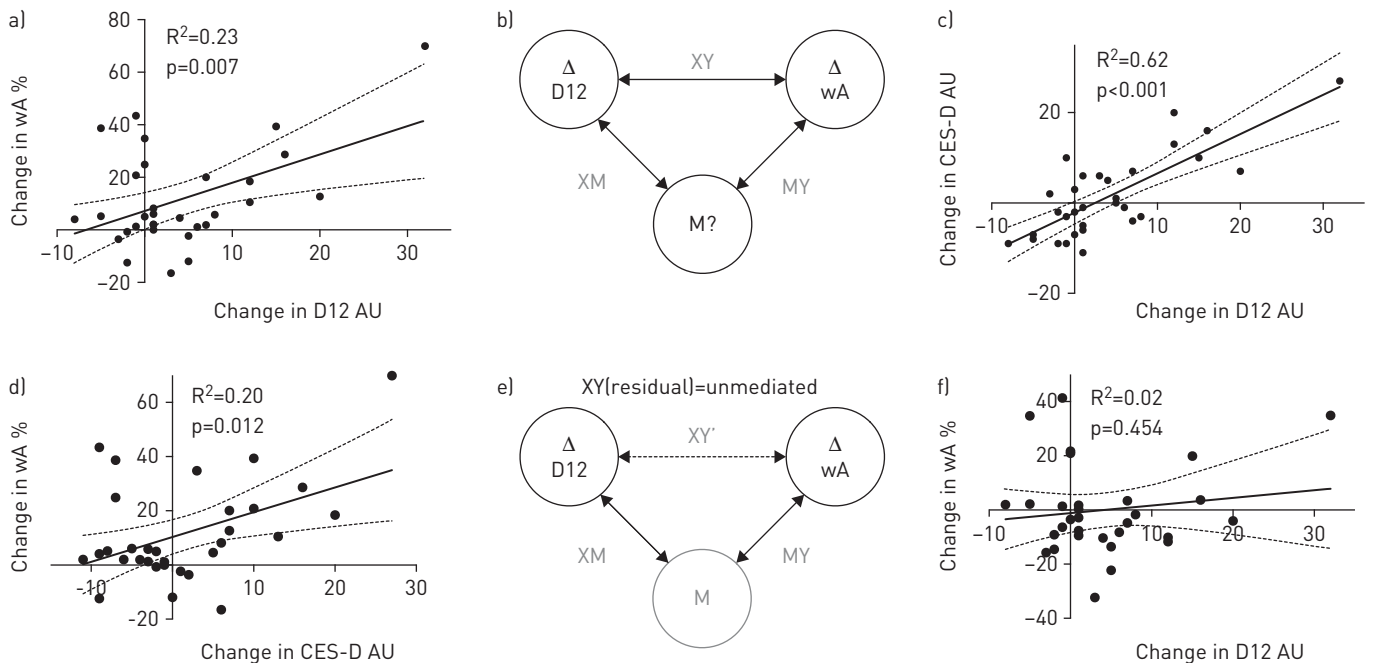 a)
80
60
40
20
−20
−10
10
20
30
R²=0.23
p=0.007
Change in wA %
Change in D12 AU
b)
Δ
D12
XY
Δ
wA
XM
MY
M?
c)
20
−20
−10
10
20
30
R²=0.62
p<0.001
Change in CES-D AU
Change in D12 AU
d)
60
40
20
-20
-10
10
20
30
R²=0.20
p=0.012
Change in wA %
Change in CES-D AU
e)
XY(residual)=unmediated
Δ
D12
XY'
Δ
wA
XM
MY
M
f)
40
20
−20
−40
−10
10
20
30
R²=0.02
p=0.454
Change in wA %
Change in D12 AU